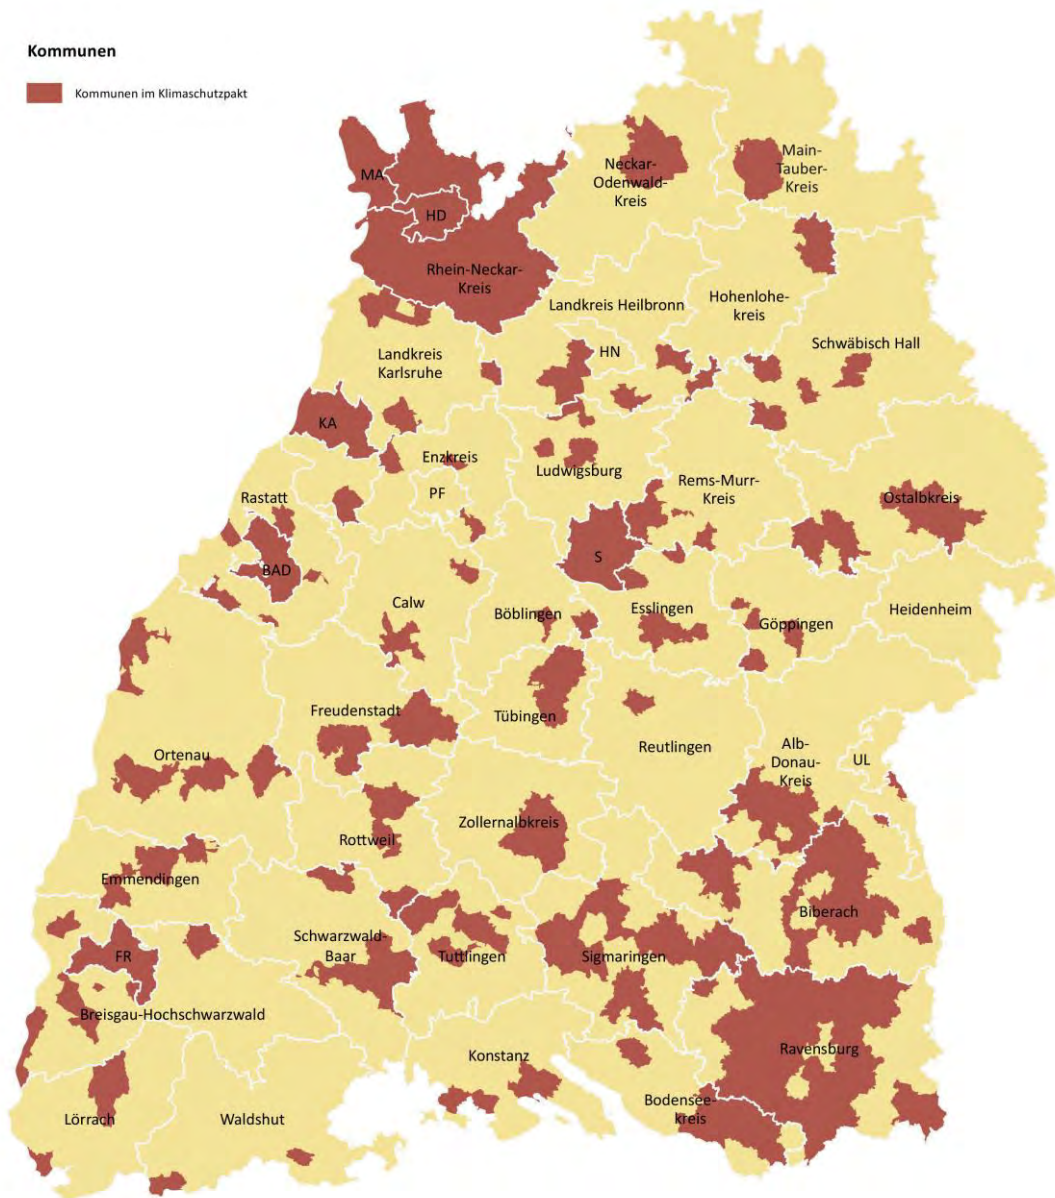 Kommunen
Kommunen im Klimaschutzpakt
MA
HD
Rhein-Neckar-
Kreis
Neckar-
Odenwald-
Kreis
Main-
Tauber-
Kreis
Landkreis Heilbronn
Hohenlohe-
kreis
HN
Schwäbisch Hall
Landkreis
Karlsruhe
KA
Enzkreis
PF
Ludwigsburg
Rems-Murr-
Kreis
Ostalbkreis
Rastatt
BAD
S
Calw
Böblingen
Esslingen
Göppingen
Heidenheim
Freudenstadt
Tübingen
Reutlingen
Alb-
Donau-
Kreis
UL
Ortenau
Rottweil
Zollernalbkreis
Emmendingen
Biberach
FR
Schwarzwald-
Baar
Tuttlingen
Sigmaringen
Breisgau-Hochschwarzwald
Konstanz
Ravensburg
Bodensee-
kreis
Lörrach
Waldshut